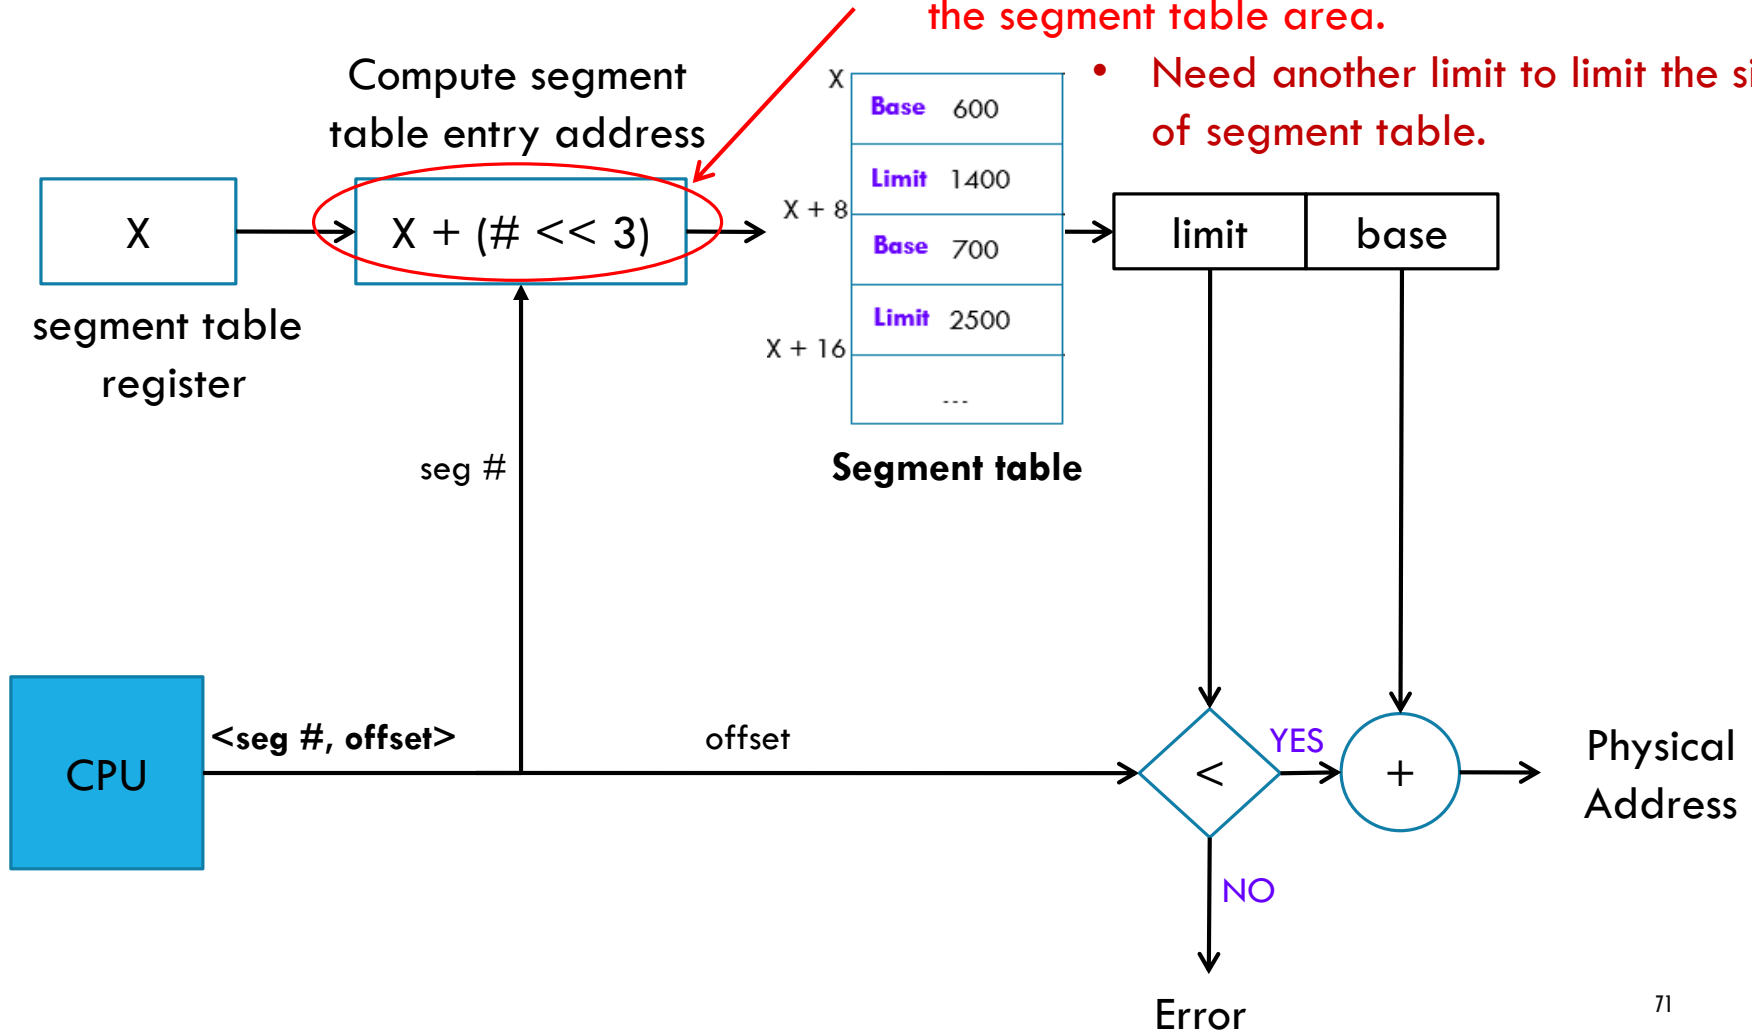 the segment table area.
• Need another limit to limit the
of segment table.
Compute segment
table entry address
X
Base 600
Limit 1400
X + 8
Base 700
Limit 2500
X + 16
...
Segment table
X
X + (# << 3)
limit
base
segment table
register
seg #
CPU
<seg #, offset>
offset
<
YES
+
Physical
Address
NO
Error
71